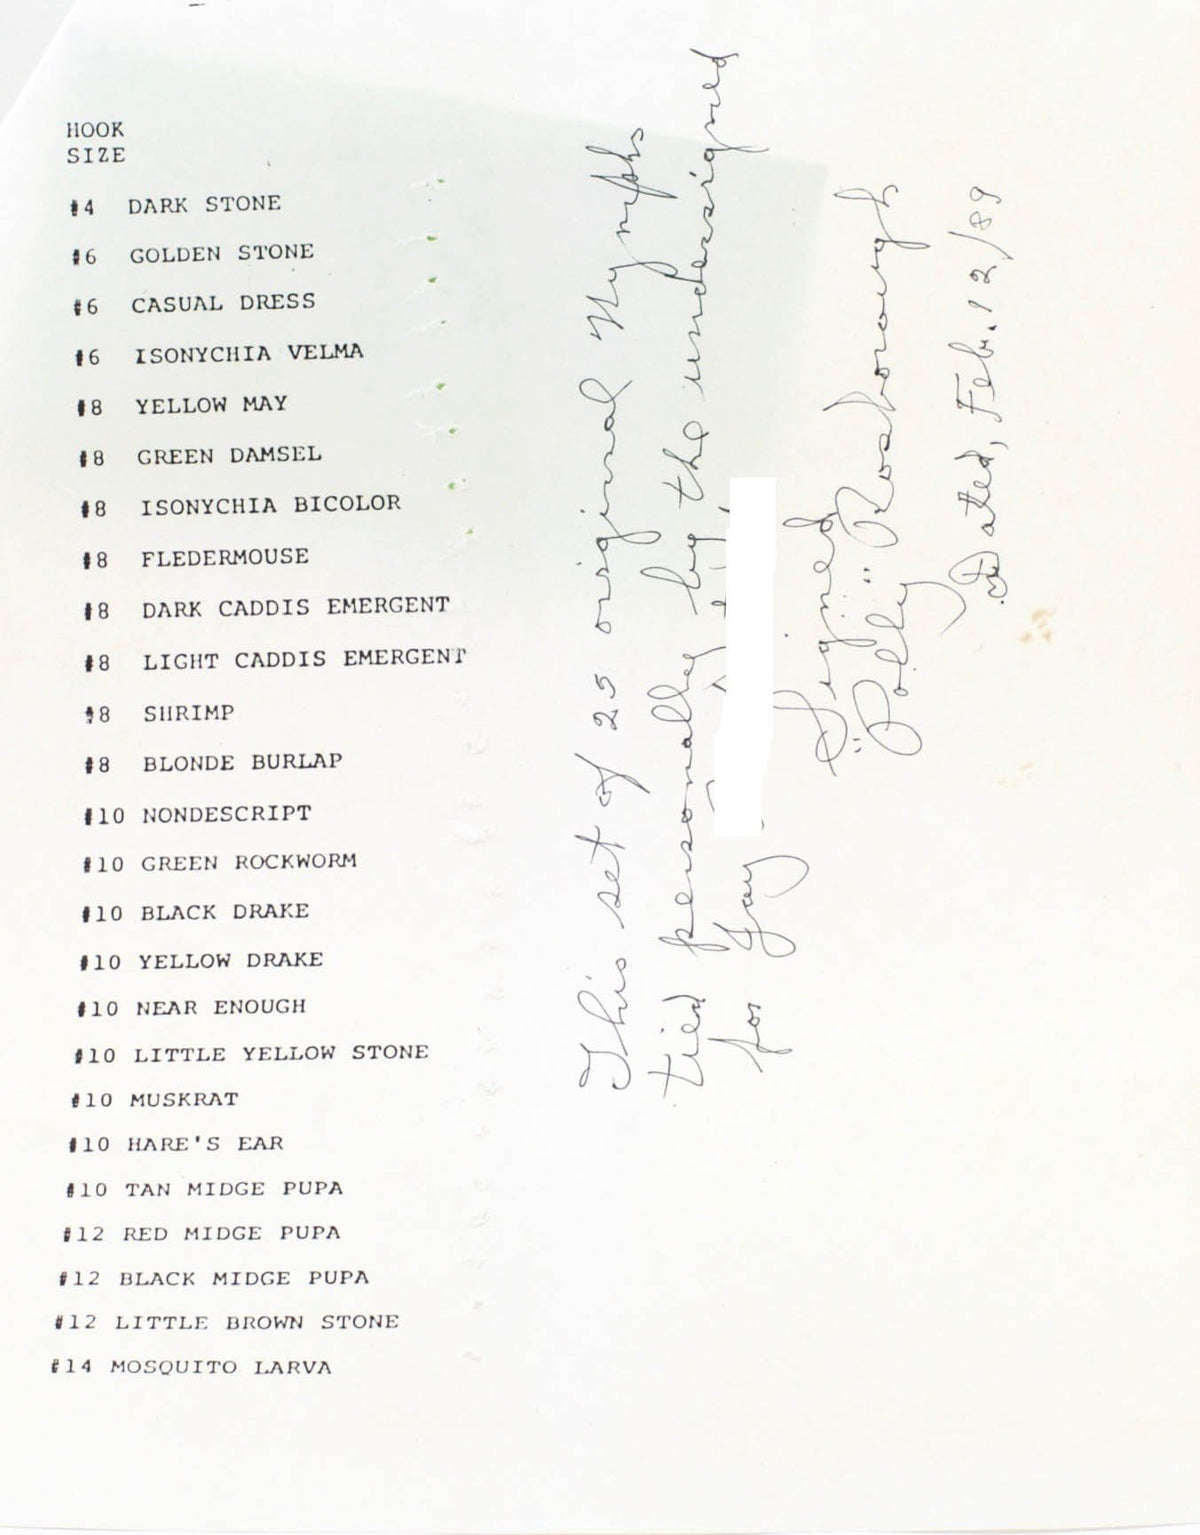 HOOK
SIZE
#4 DARK STONE
#6 GOLDEN STONE
#6 CASUAL DRESS
#6 ISONYCHIA VELMA
#8 YELLOW MAY
#8 GREEN DAMSEL
#8 ISONYCHIA BICOLOR
#8 FLEDERMOUSE
#8 DARK CADDIS EMERGENT
#8 LIGHT CADDIS EMERGENT
#8 SHRIMP
#8 BLONDE BURLAP
#10 NONDESCRIPT
#10 GREEN ROCKWORM
#10 BLACK DRAKE
#10 YELLOW DRAKE
#10 NEAR ENOUGH
#10 LITTLE YELLOW STONE
#10 MUSKRAT
#10 HARE'S EAR
#10 TAN MIDGE PUPA
#12 RED MIDGE PUPA
#12 BLACK MIDGE PUPA
#12 LITTLE BROWN STONE
#14 MOSQUITO LARVA
This set of 25 original Nymphs
tied personally by the undersigned
for
Signed
"Polly" Rosborough
Dated, Feb. 12/89